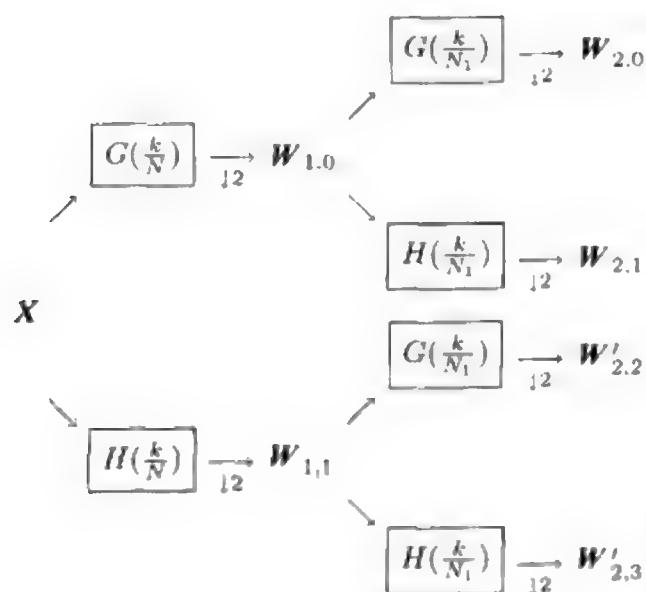 G(k/N₁) ↓2 W₂.₀
G(k/N) ↓2 W₁.₀
H(k/N₁) ↓2 W₂.₁
X
G(k/N₁) ↓2 W′₂.₂
H(k/N) ↓2 W₁,₁
H(k/N₁) ↓2 W′₂,₃